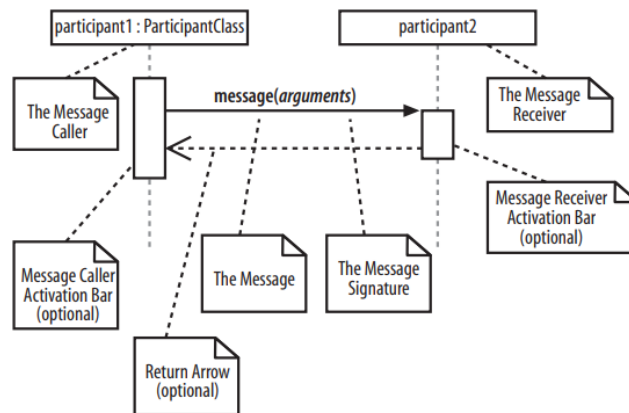 participant1 : ParticipantClass
participant2
The Message
Caller
message(arguments)
The Message
Receiver
Message Caller
Activation Bar
(optional)
The Message
The Message
Signature
Message Receiver
Activation Bar
(optional)
Return Arrow
(optional)